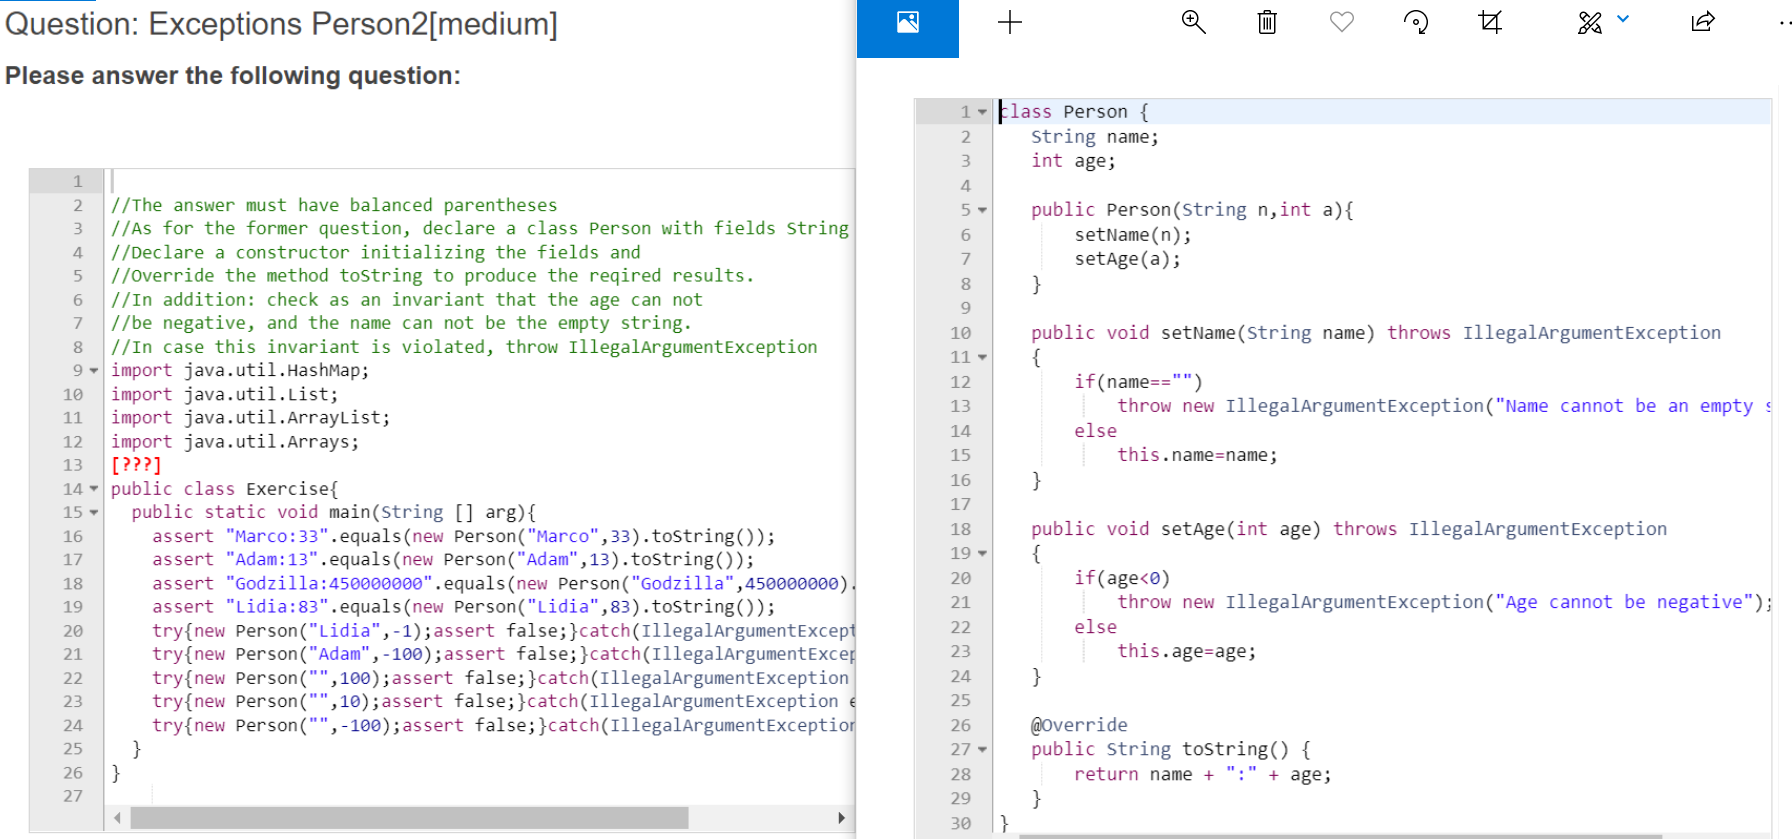 Question: Exceptions Person2[medium]
Please answer the following question:
1
2 //The answer must have balanced parentheses
3 //As for the former question, declare a class Person with fields String
4 //Declare a constructor initializing the fields and
5 //Override the method toString to produce the reqired results.
6 //In addition: check as an invariant that the age can not
7 //be negative, and the name can not be the empty string.
8 //In case this invariant is violated, throw IllegalArgumentException
9 import java.util.HashMap;
10 import java.util.List;
11 import java.util.ArrayList;
12 import java.util.Arrays;
13 [???]
14 public class Exercise{
15 public static void main(String [] arg){
16 assert "Marco:33".equals(new Person("Marco",33).toString());
17 assert "Adam:13".equals(new Person("Adam",13).toString());
18 assert "Godzilla:450000000".equals(new Person("Godzilla",450000000).
19 assert "Lidia:83".equals(new Person("Lidia",83).toString());
20 try{new Person("Lidia",-1);assert false;}catch(IllegalArgumentExcept
21 try{new Person("Adam",-100);assert false;}catch(IllegalArgumentExcep
22 try{new Person("",100);assert false;}catch(IllegalArgumentException
23 try{new Person("",10);assert false;}catch(IllegalArgumentException e
24 try{new Person("",-100);assert false;}catch(IllegalArgumentException
25 }
26 }
27
1 class Person {
2 String name;
3 int age;
4
5 public Person(String n,int a){
6 setName(n);
7 setAge(a);
8 }
9
10 public void setName(String name) throws IllegalArgumentException
11 {
12 if(name=="")
13 throw new IllegalArgumentException("Name cannot be an empty s
14 else
15 this.name=name;
16 }
17
18 public void setAge(int age) throws IllegalArgumentException
19 {
20 if(age<0)
21 throw new IllegalArgumentException("Age cannot be negative");
22 else
23 this.age=age;
24 }
25
26 @Override
27 public String toString() {
28 return name + ":" + age;
29 }
30 }